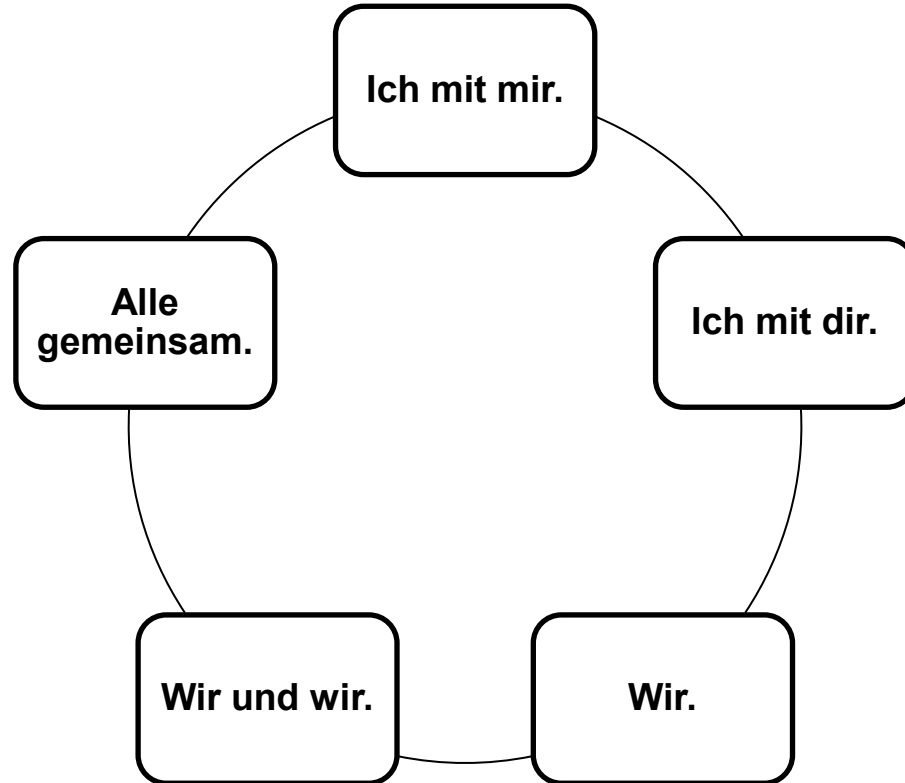 Ich mit mir.
Ich mit dir.
Wir.
Wir und wir.
Alle
gemeinsam.